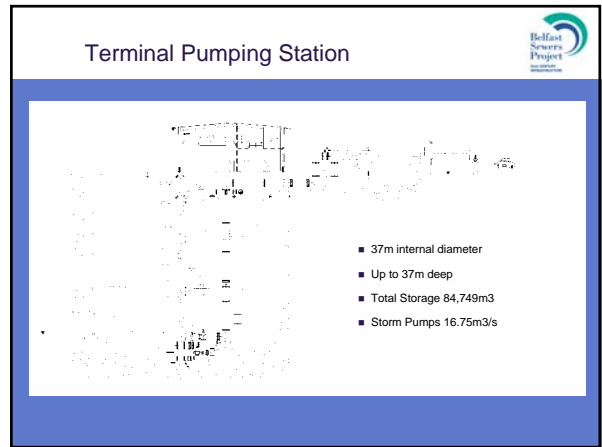 Terminal Pumping Station
Belfast
Sewers
Project
37m internal diameter
Up to 37m deep
Total Storage 84,749m3
Storm Pumps 16.75m3/s